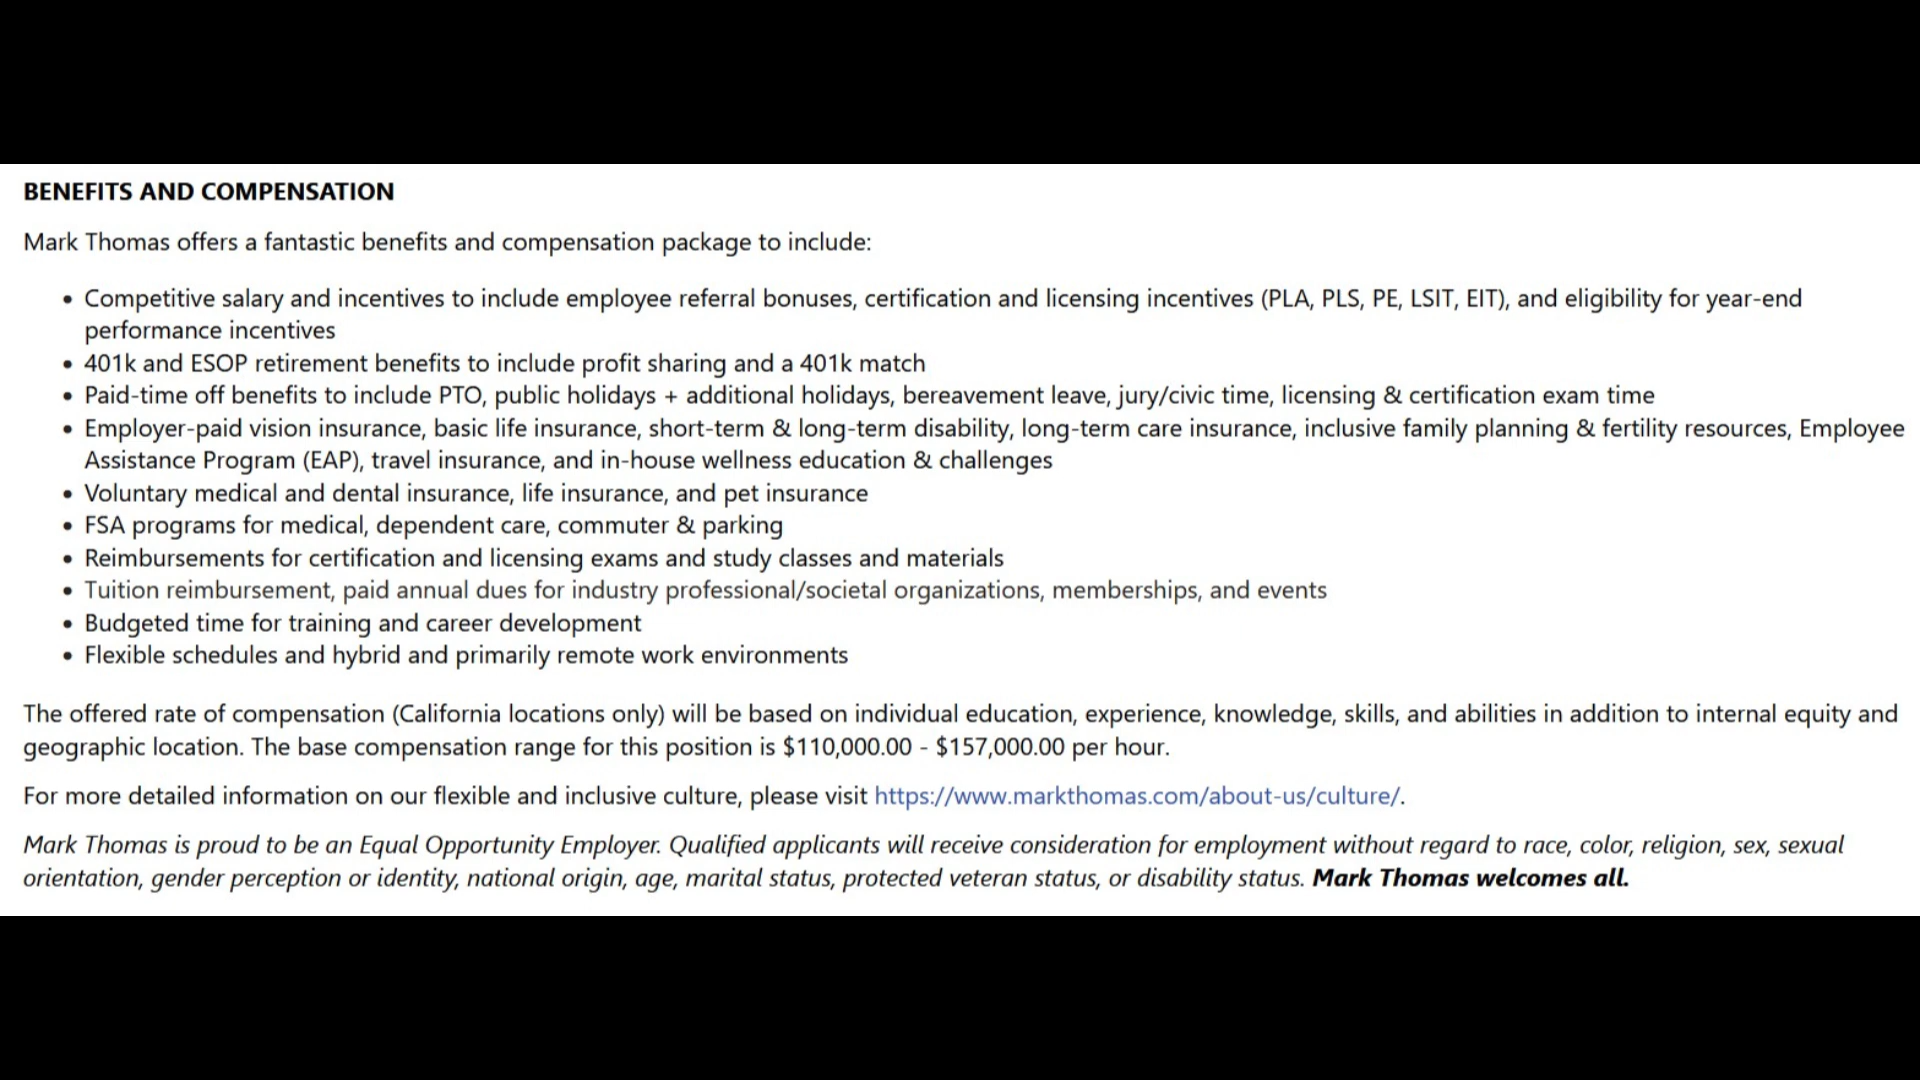 BENEFITS AND COMPENSATION
Mark Thomas offers a fantastic benefits and compensation package to include:
• Competitive salary and incentives to include employee referral bonuses, certification and licensing incentives (PLA, PLS, PE, LSIT, EIT), and eligibility for year-end
performance incentives
• 401k and ESOP retirement benefits to include profit sharing and a 401k match
• Paid-time off benefits to include PTO, public holidays + additional holidays, bereavement leave, jury/civic time, licensing & certification exam time
• Employer-paid vision insurance, basic life insurance, short-term & long-term disability, long-term care insurance, inclusive family planning & fertility resources, Employee
Assistance Program (EAP), travel insurance, and in-house wellness education & challenges
• Voluntary medical and dental insurance, life insurance, and pet insurance
• FSA programs for medical, dependent care, commuter & parking
• Reimbursements for certification and licensing exams and study classes and materials
• Tuition reimbursement, paid annual dues for industry professional/societal organizations, memberships, and events
• Budgeted time for training and career development
• Flexible schedules and hybrid and primarily remote work environments
The offered rate of compensation (California locations only) will be based on individual education, experience, knowledge, skills, and abilities in addition to internal equity and
geographic location. The base compensation range for this position is $110,000.00 - $157,000.00 per hour.
For more detailed information on our flexible and inclusive culture, please visit https://www.markthomas.com/about-us/culture/.
Mark Thomas is proud to be an Equal Opportunity Employer. Qualified applicants will receive consideration for employment without regard to race, color, religion, sex, sexual
orientation, gender perception or identity, national origin, age, marital status, protected veteran status, or disability status. Mark Thomas welcomes all.